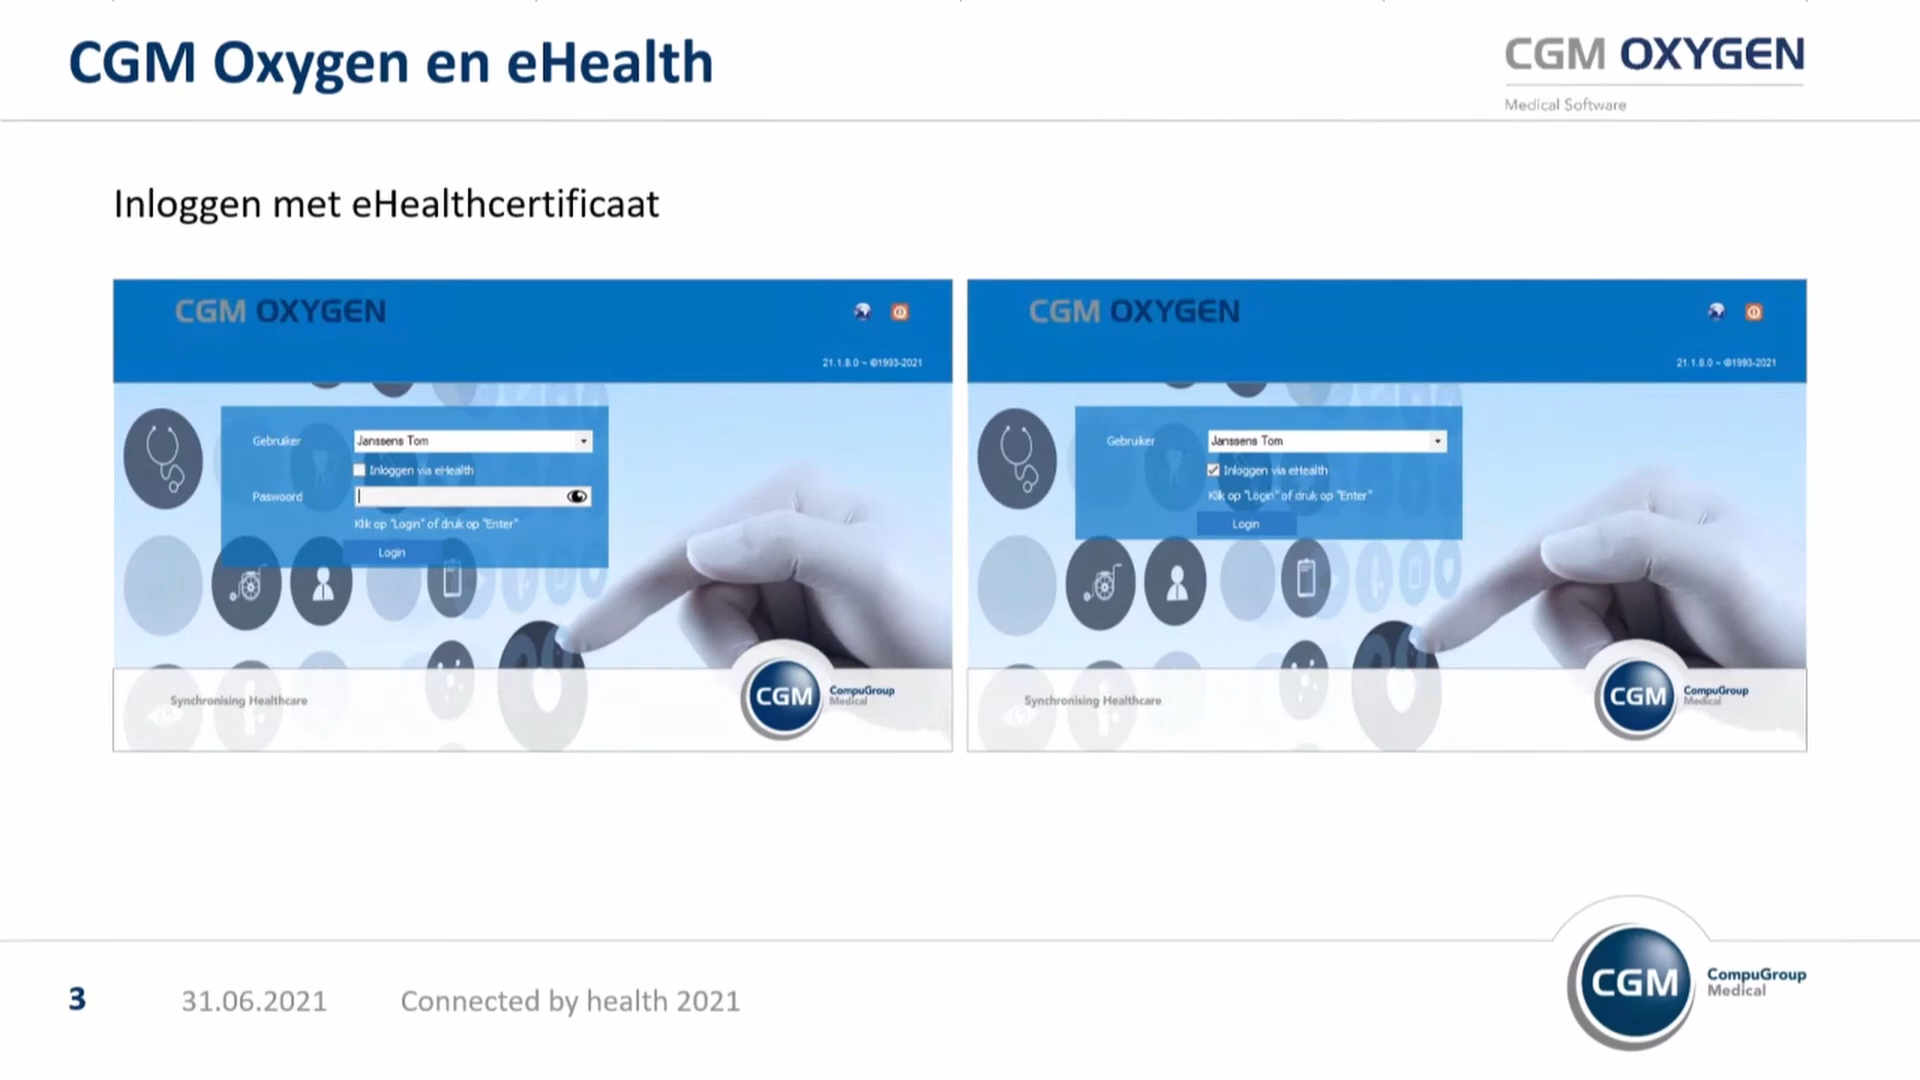 CGM Oxygen en eHealth
CGM OXYGEN
Medical Software
Inloggen met eHealthcertificaat
CGM OXYGEN
21.1.8.0 ~ ©1993-2021
Gebruiker
Janssens Tom
Inloggen via eHealth
Paswoord
Klik op "Login" of druk op "Enter"
Login
Synchronising Healthcare
CGM
CompuGroup
Medical
CGM OXYGEN
21.1.8.0 ~ ©1993-2021
Gebruiker
Janssens Tom
Inloggen via eHealth
Klik op "Login" of druk op "Enter"
Login
Synchronising Healthcare
CGM
CompuGroup
Medical
3
31.06.2021
Connected by health 2021
CGM
CompuGroup
Medical